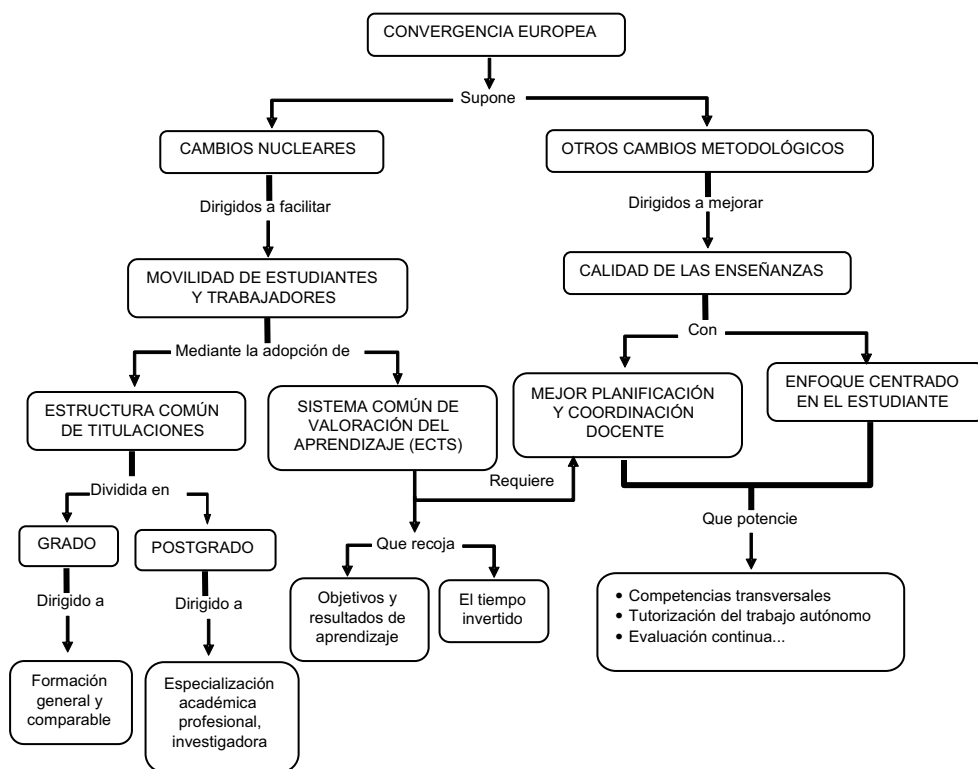 CONVERGENCIA EUROPEA
Supone
CAMBIOS NUCLEARES
OTROS CAMBIOS METODOLÓGICOS
Dirigidos a facilitar
Dirigidos a mejorar
MOVILIDAD DE ESTUDIANTES
Y TRABAJADORES
CALIDAD DE LAS ENSEÑANZAS
Mediante la adopción de
Con
ESTRUCTURA COMÚN
DE TITULACIONES
SISTEMA COMÚN DE
VALORACIÓN DEL
APRENDIZAJE (ECTS)
MEJOR PLANIFICACIÓN
Y COORDINACIÓN
DOCENTE
ENFOQUE CENTRADO
EN EL ESTUDIANTE
Dividida en
Requiere
Que potencie
GRADO
POSTGRADO
Que recoja
Dirigido a
Dirigido a
Objetivos y
resultados de
aprendizaje
El tiempo
invertido
• Competencias transversales
• Tutorización del trabajo autónomo
• Evaluación continua...
Formación
general y
comparable
Especialización
académica
profesional,
investigadora